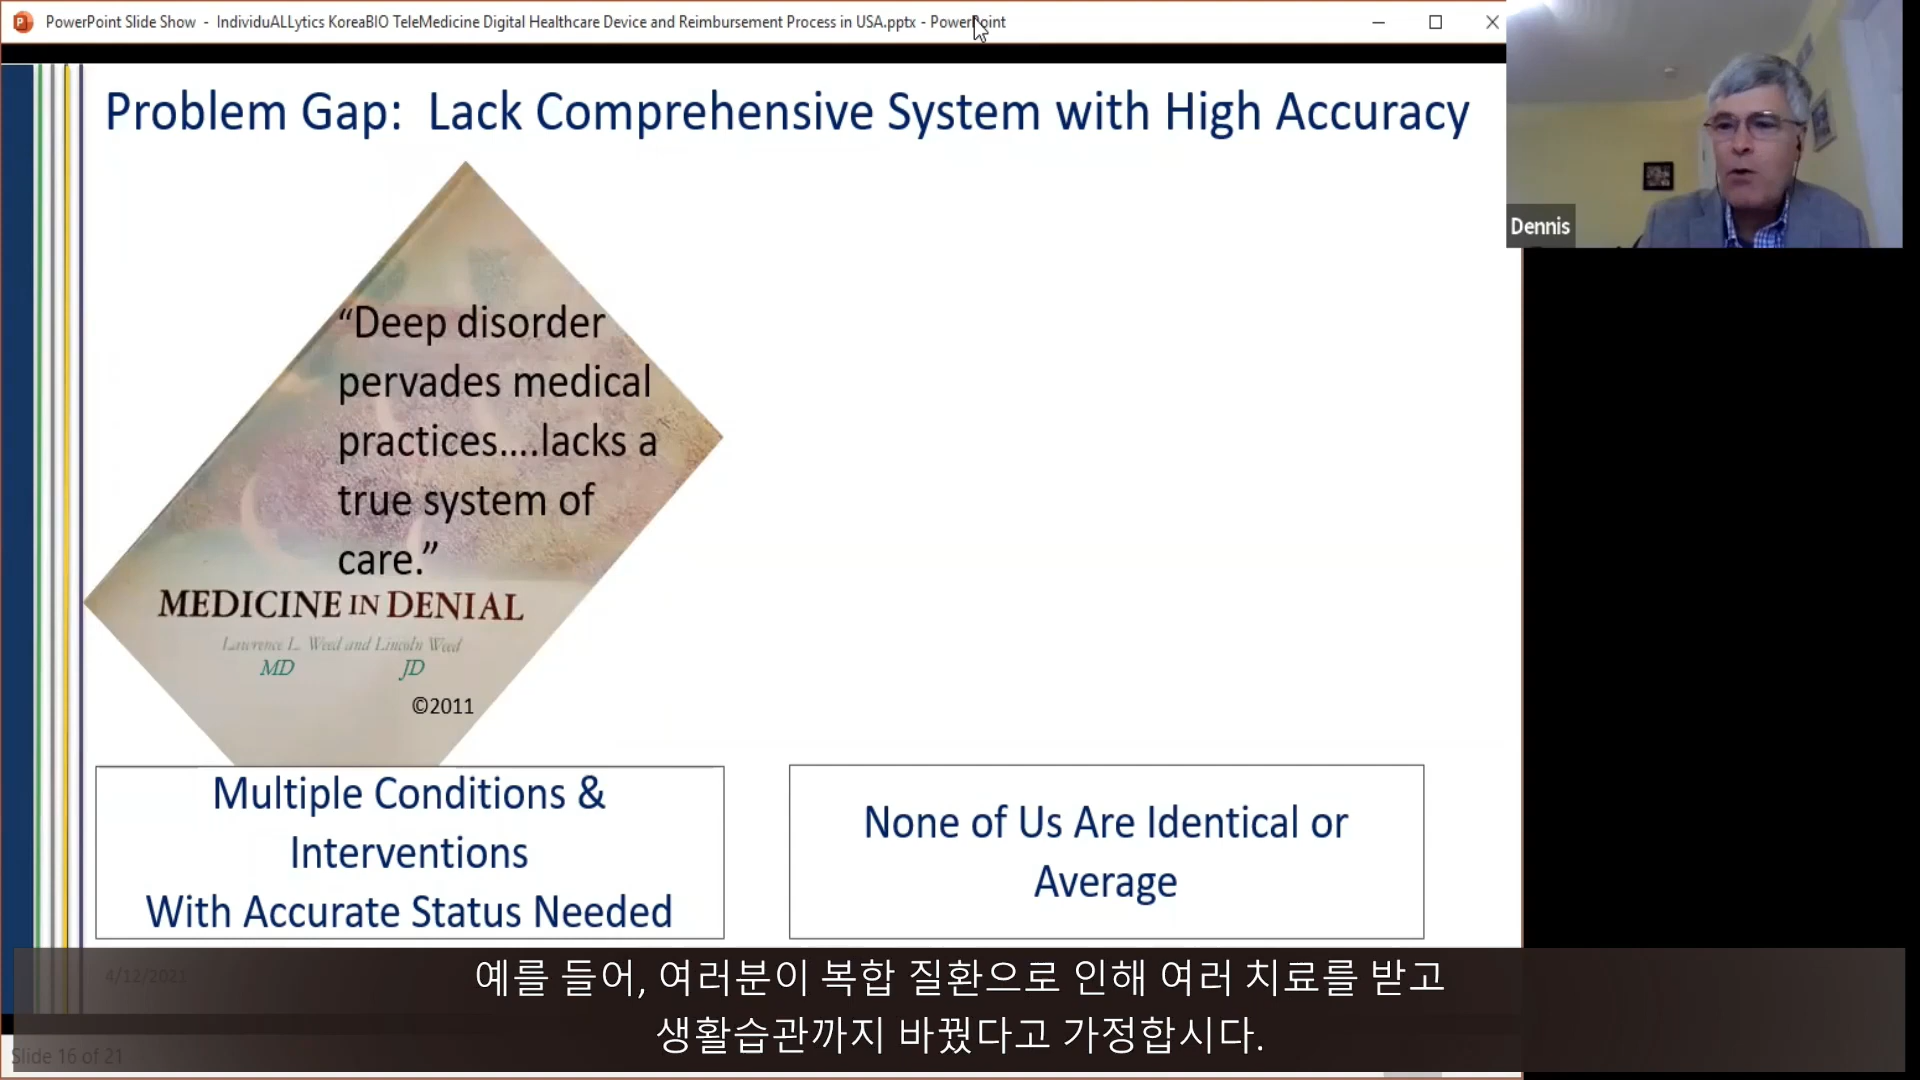 PowerPoint Slide Show - IndividuALLytics KoreaBIO TeleMedicine Digital Healthcare Device and Reimbursement Process in USA.pptx - PowerPoint
Problem Gap: Lack Comprehensive System with High Accuracy
Dennis
“Deep disorder
pervades medical
practices....lacks a
true system of
care.”
MEDICINE IN DENIAL
Lawrence L. Weed and Lincoln Weed
MD JD
©2011
Multiple Conditions &
Interventions
With Accurate Status Needed
None of Us Are Identical or
Average
4/12/2021
예를 들어, 여러분이 복합 질환으로 인해 여러 치료를 받고
생활습관까지 바꿨다고 가정합시다.
Slide 16 of 21